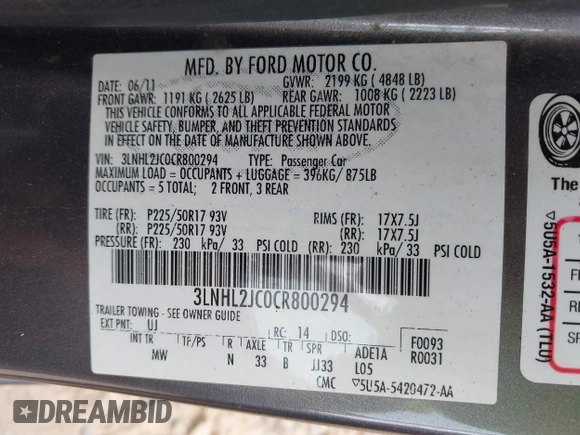 MFD. BY FORD MOTOR CO.
DATE: 06/11 GVWR: 2199 KG ( 4848 LB)
FRONT GAWR: 1191 KG ( 2625 LB) REAR GAWR: 1008 KG ( 2223 LB)
THIS VEHICLE CONFORMS TO ALL APPLICABLE FEDERAL MOTOR
VEHICLE SAFETY, BUMPER, AND THEFT PREVENTION STANDARDS
IN EFFECT ON THE DATE OF MANUFACTURE SHOWN ABOVE.
VIN: 3LNHL2JC0CR800294 TYPE: Passenger Car
MAXIMUM LOAD = OCCUPANTS + LUGGAGE = 396KG/ 875LB
OCCUPANTS = 5 TOTAL: 2 FRONT, 3 REAR
TIRE (FR): P225/50R17 93V RIMS (FR): 17X7.5J
(RR): P225/50R17 93V (RR): 17X7.5J
PRESSURE (FR): 230 kPa/ 33 PSI COLD (RR): 230 kPa/ 33 PSI COLD
3LNHL2JC0CR800294
TRAILER TOWING - SEE OWNER GUIDE
EXT PNT: UJ RC: 14 DSO: F0093
INT TR TF/PS R AXLE TR SPR ADE1A R0031
MW N 33 B JJ33 L05
CMC ▽5U5A-5420472-AA
The
▽5U5A-1532-AA (TLU)
T
FR
RE
SP
DREAMBID